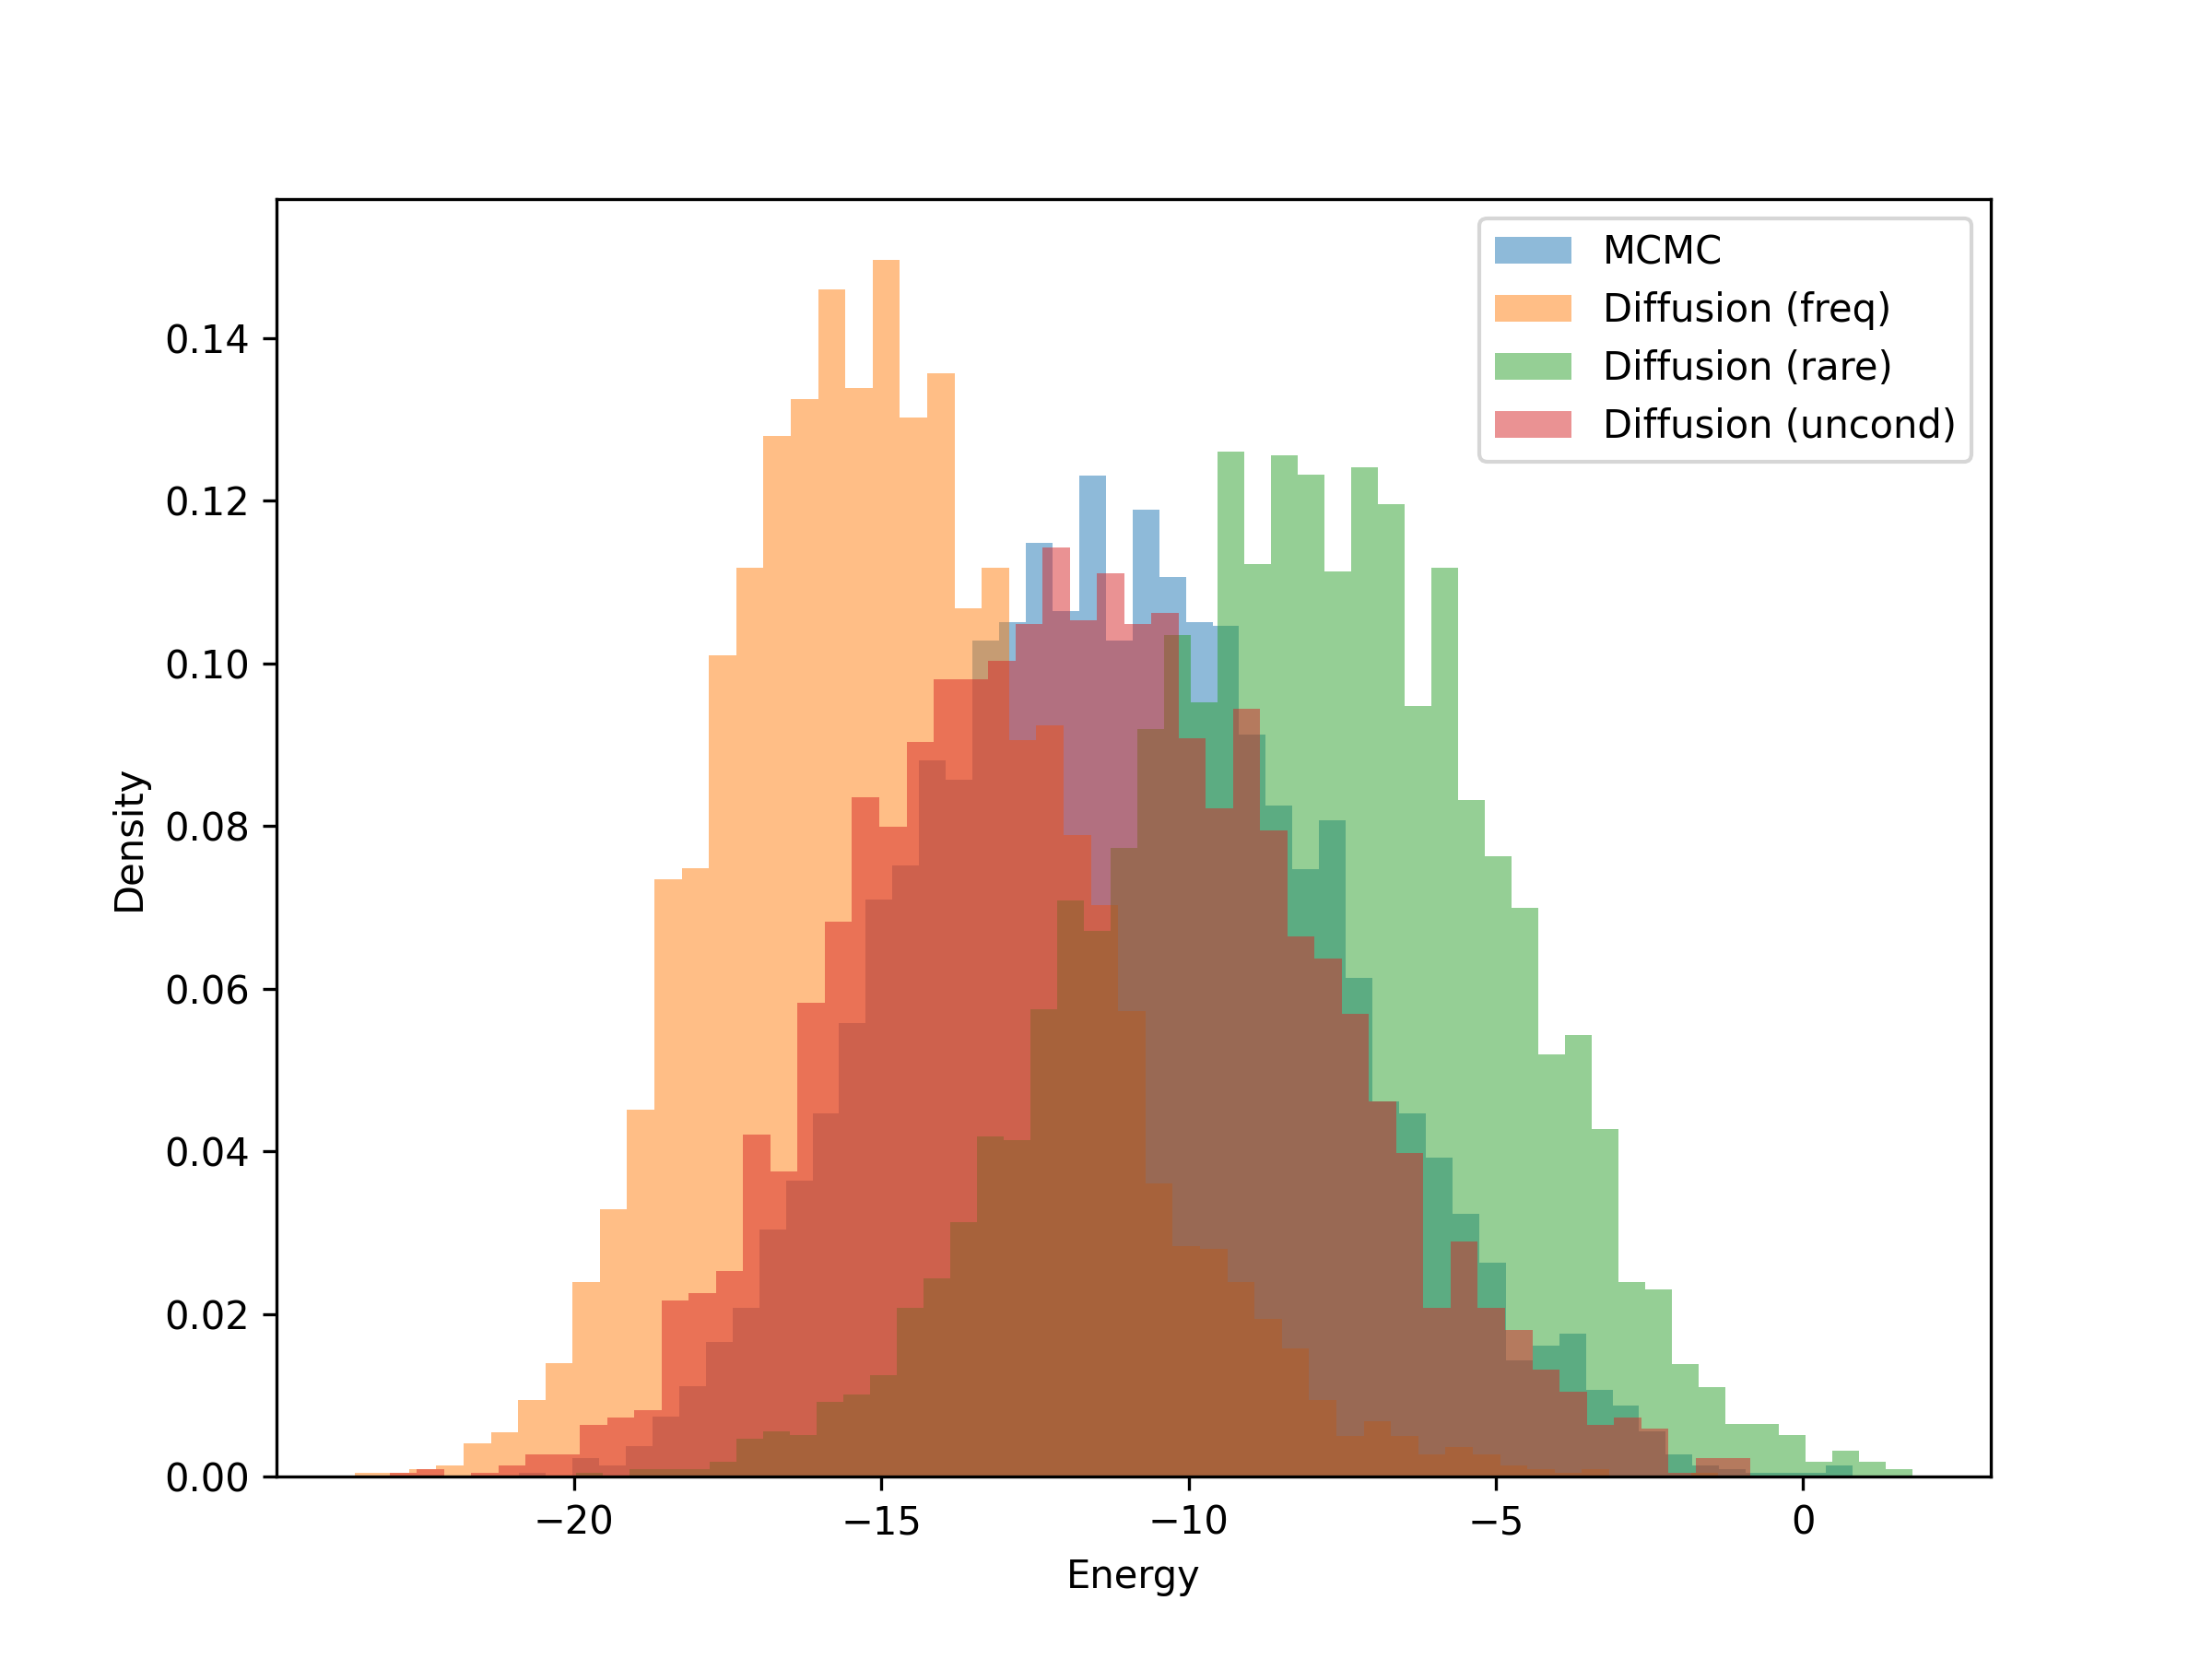 MCMC
Diffusion (freq)
Diffusion (rare)
Diffusion (uncond)
0.14
0.12
0.10
0.08
0.06
0.04
0.02
0.00
Density
−20 −15 −10 −5 0
Energy